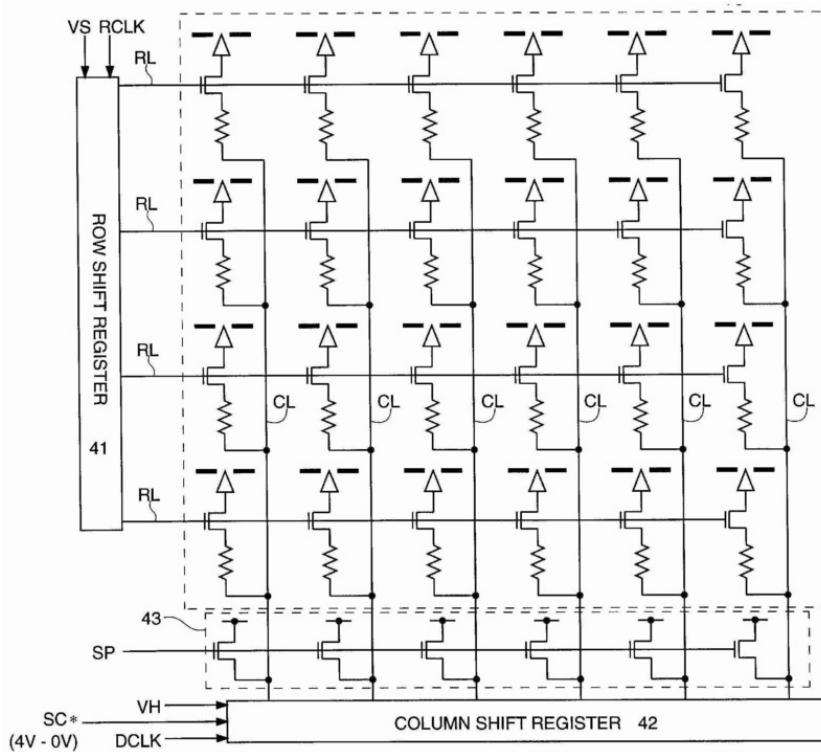 VS RCLK
RL
RL
ROW SHIFT REGISTER
RL
CL CL CL CL CL CL
41
RL
43
SP
VH
SC*
(4V - 0V)
DCLK
COLUMN SHIFT REGISTER 42